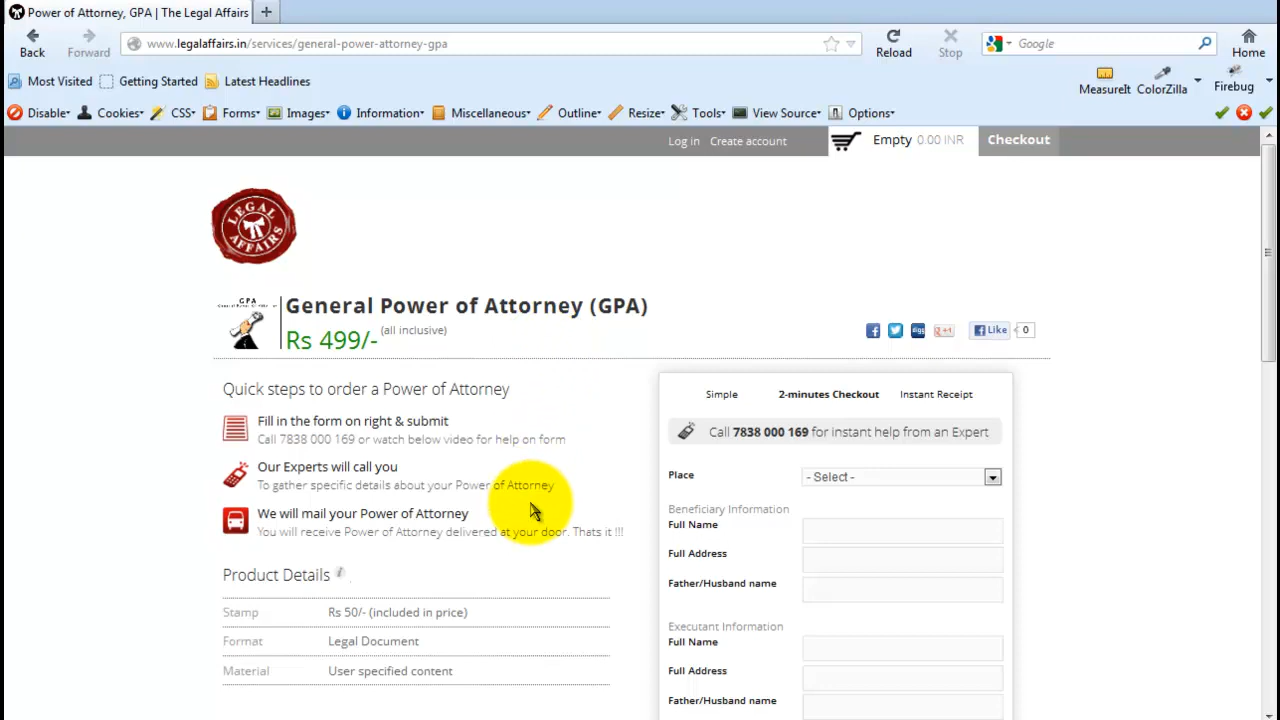 Power of Attorney, GPA | The Legal Affairs
Back Forward www.legalaffairs.in/services/general-power-attorney-gpa Reload Stop Google Home
Most Visited Getting Started Latest Headlines
MeasureIt ColorZilla Firebug
Disable Cookies CSS Forms Images Information Miscellaneous Outline Resize Tools View Source Options
Log in Create account Empty 0.00 INR Checkout
LEGAL
AFFAIRS
GPA
General Power of Attorney (GPA)
Rs 499/- (all inclusive)
Like 0
Quick steps to order a Power of Attorney
Fill in the form on right & submit
Call 7838 000 169 or watch below video for help on form
Our Experts will call you
To gather specific details about your Power of Attorney
We will mail your Power of Attorney
You will receive Power of Attorney delivered at your door. Thats it !!!
Product Details
Stamp Rs 50/- (included in price)
Format Legal Document
Material User specified content
Simple 2-minutes Checkout Instant Receipt
Call 7838 000 169 for instant help from an Expert
Place - Select -
Beneficiary Information
Full Name
Full Address
Father/Husband name
Executant Information
Full Name
Full Address
Father/Husband name